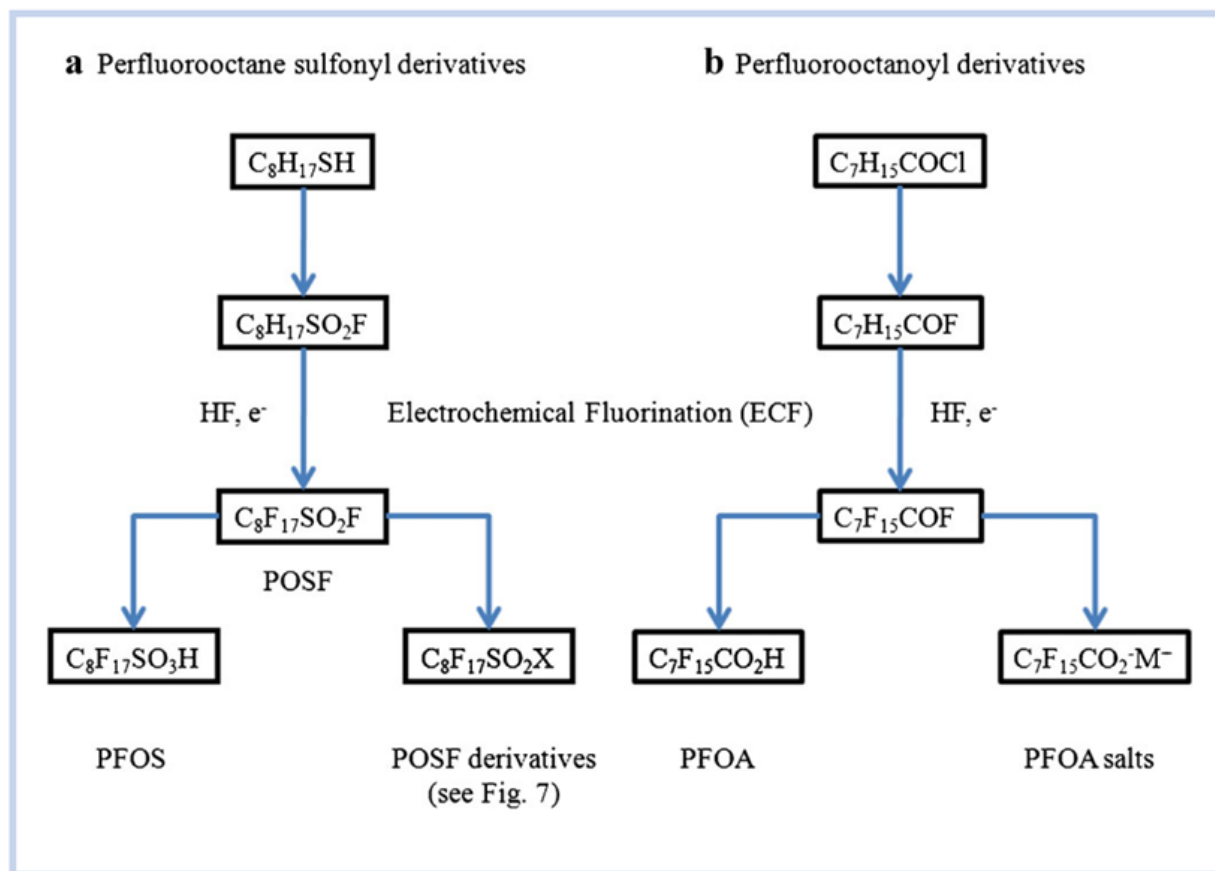 a Perfluorooctane sulfonyl derivatives
b Perfluorooctanoyl derivatives
C₈H₁₇SH
C₇H₁₅COCl
C₈H₁₇SO₂F
C₇H₁₅COF
HF, e⁻
Electrochemical Fluorination (ECF)
HF, e⁻
C₈F₁₇SO₂F
C₇F₁₅COF
POSF
C₈F₁₇SO₃H
C₈F₁₇SO₂X
C₇F₁₅CO₂H
C₇F₁₅CO₂⁻M⁻
PFOS
POSF derivatives
(see Fig. 7)
PFOA
PFOA salts